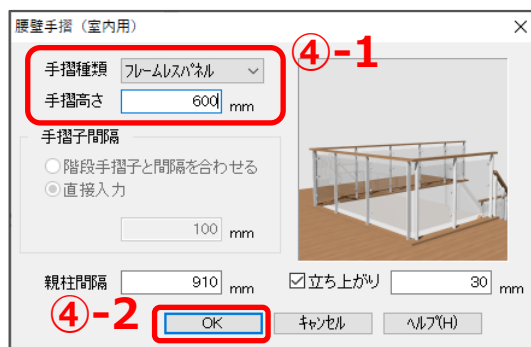 腰壁手摺（室内用）
④-1
手摺種類 フレームレスパネル
手摺高さ 600 mm
手摺子間隔
階段手摺子と間隔を合わせる
直接入力
100 mm
親柱間隔 910 mm
立ち上がり 30 mm
④-2
OK キャンセル ヘルプ(H)